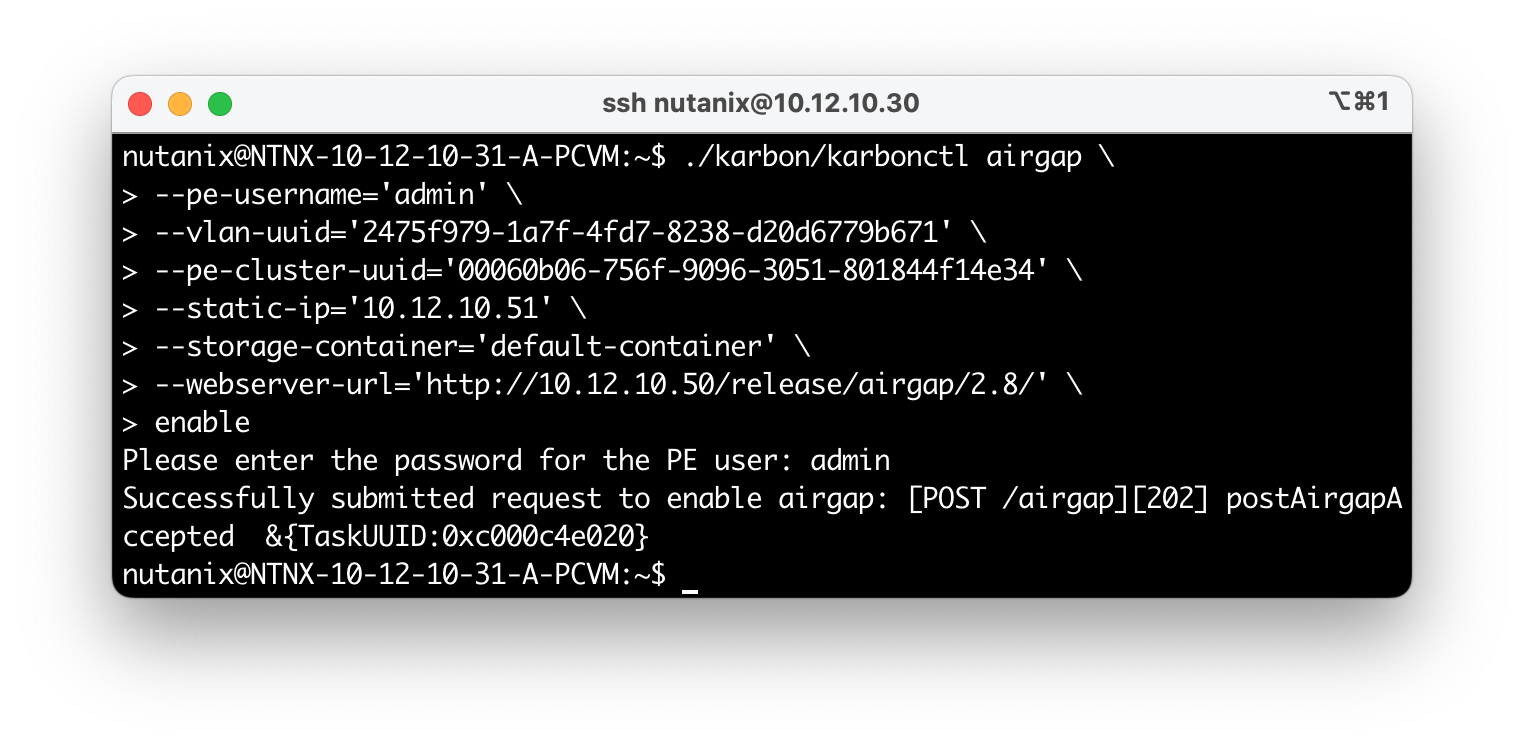 ssh nutanix@10.12.10.30
⌥⌘1
nutanix@NTNX-10-12-10-31-A-PCVM:~$ ./karbon/karbonctl airgap \
> --pe-username='admin' \
> --vlan-uuid='2475f979-1a7f-4fd7-8238-d20d6779b671' \
> --pe-cluster-uuid='00060b06-756f-9096-3051-801844f14e34' \
> --static-ip='10.12.10.51' \
> --storage-container='default-container' \
> --webserver-url='http://10.12.10.50/release/airgap/2.8/' \
> enable
Please enter the password for the PE user: admin
Successfully submitted request to enable airgap: [POST /airgap][202] postAirgapA
ccepted  &{TaskUUID:0xc000c4e020}
nutanix@NTNX-10-12-10-31-A-PCVM:~$ _